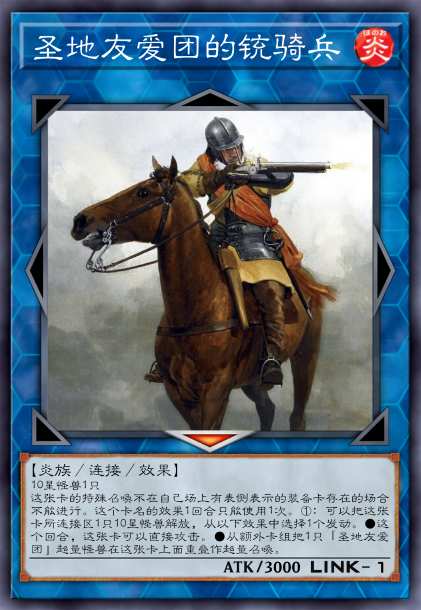 圣地友爱团的铳骑兵
ほのお
炎
【炎族／连接／效果】
10星怪兽1只
这张卡的特殊召唤不在自己场上有表侧表示的装备卡存在的场合
不能进行。这个卡名的效果1回合只能使用1次。①：可以把这张
卡所连接区1只10星怪兽解放，从以下效果中选择1个发动。●这
个回合，这张卡可以直接攻击。●从额外卡组把1只「圣地友爱
团」超量怪兽在这张卡上面重叠作超量召唤。
ATK/3000 LINK-1